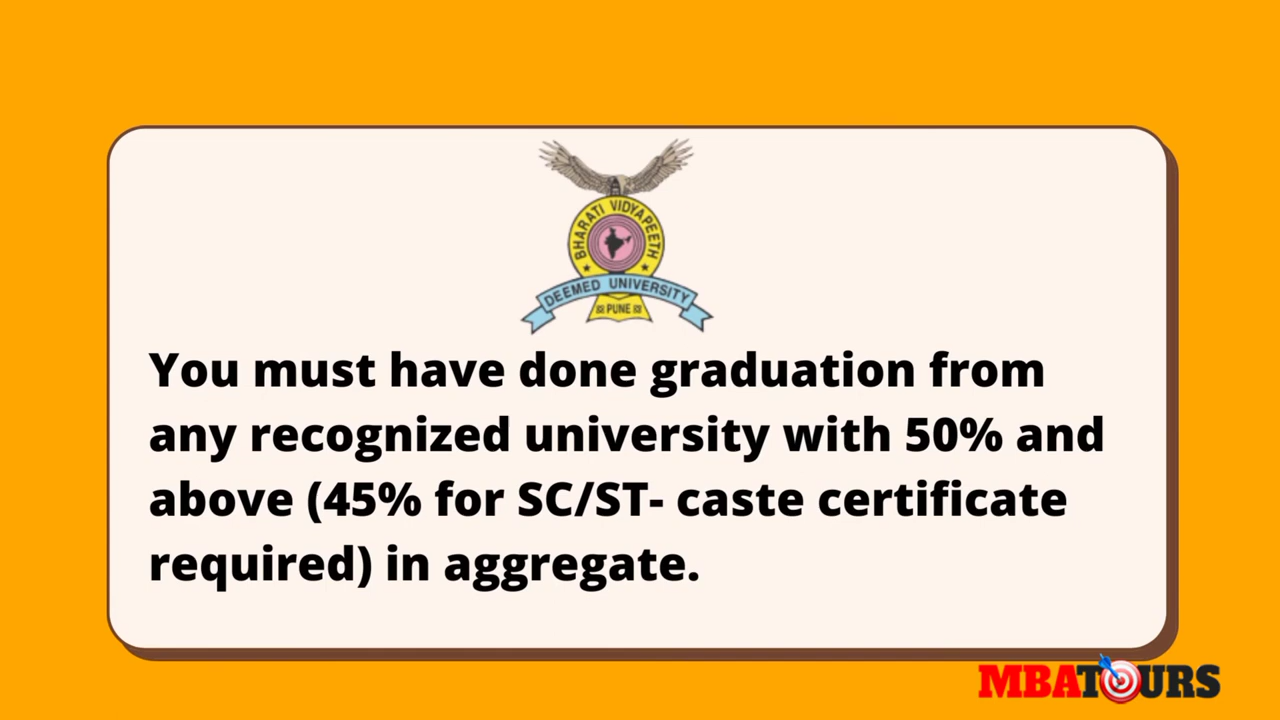 BHARATI VIDYAPEETH
DEEMED UNIVERSITY
PUNE
You must have done graduation from
any recognized university with 50% and
above (45% for SC/ST- caste certificate
required) in aggregate.
MBATOURS